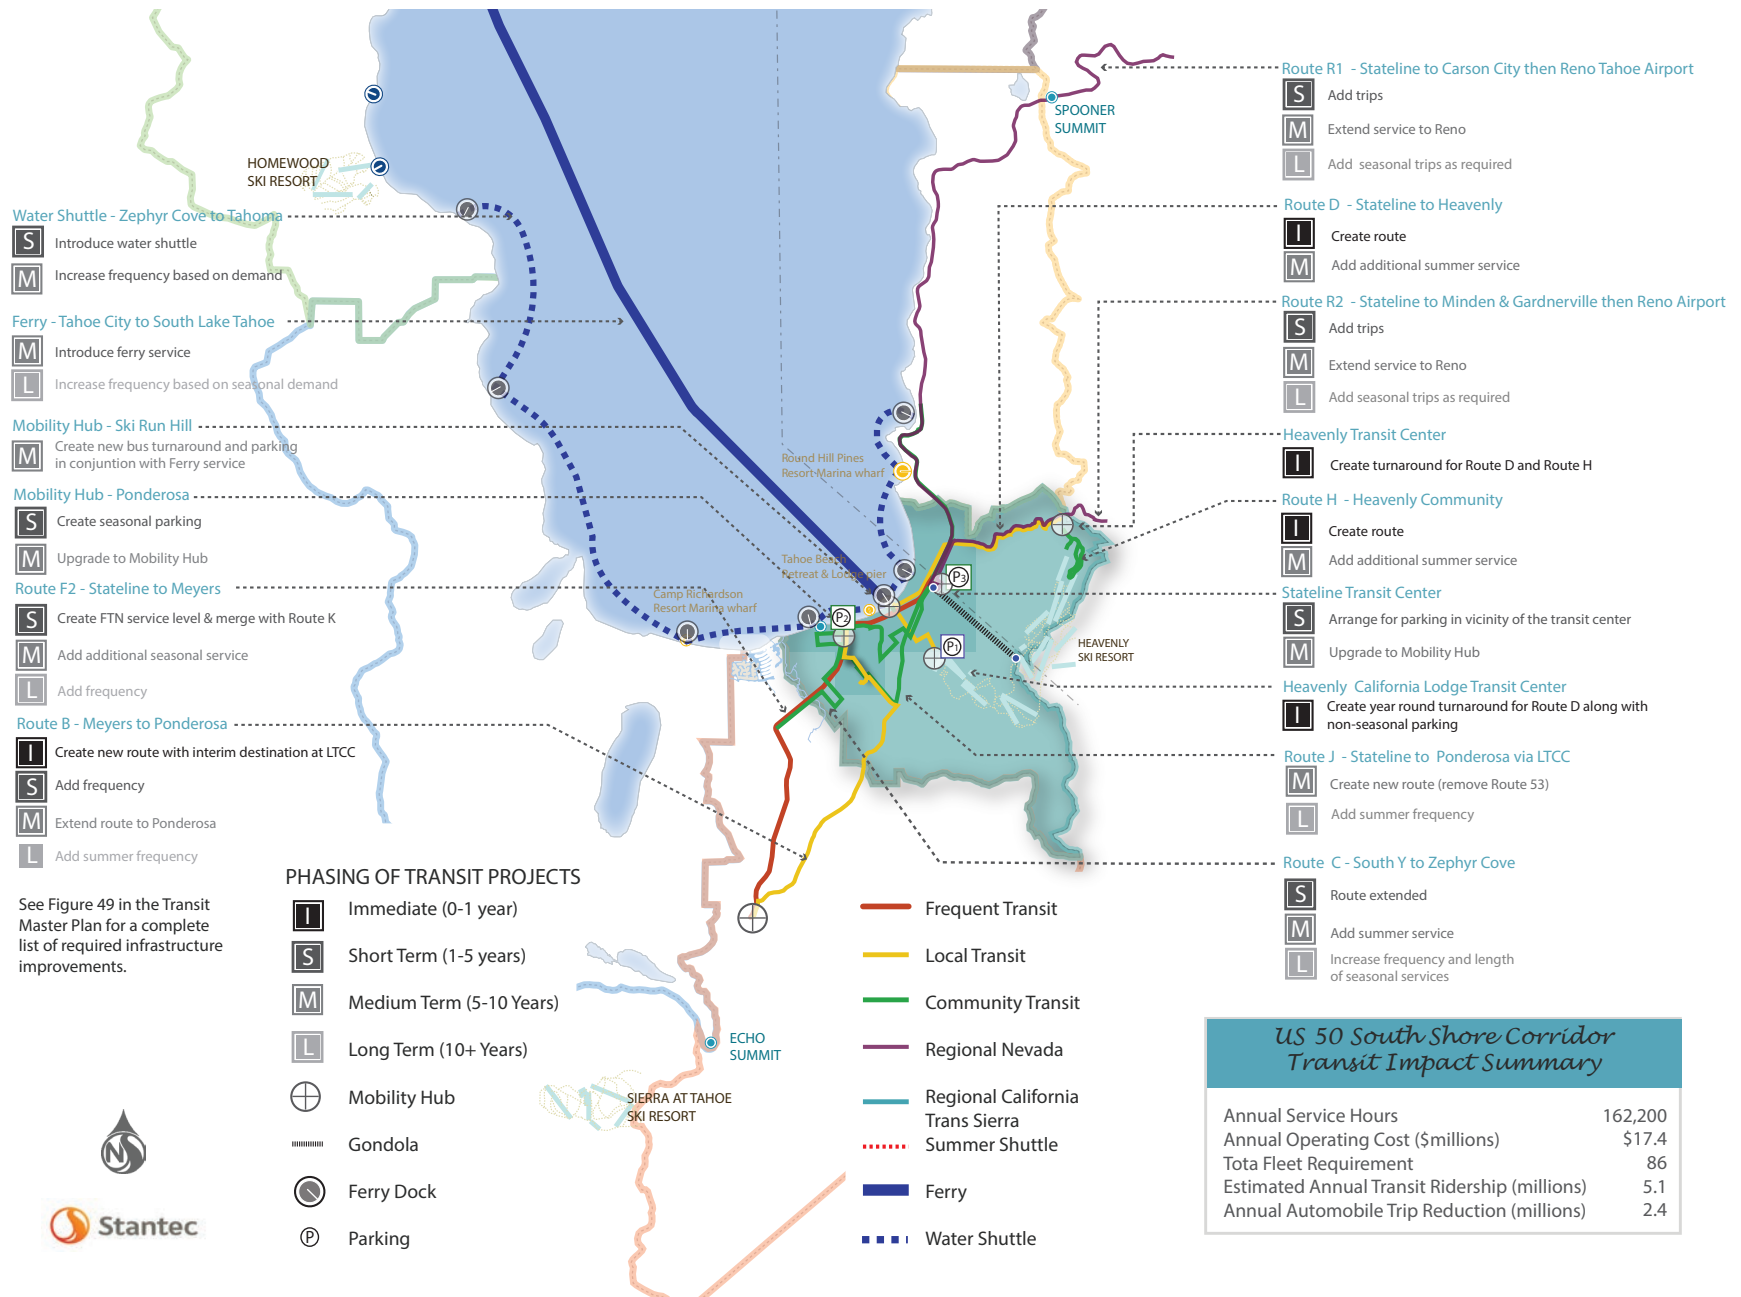 Water Shuttle - Zephyr Cove to Tahoma
S Introduce water shuttle
M Increase frequency based on demand
Ferry - Tahoe City to South Lake Tahoe
M Introduce ferry service
L Increase frequency based on seasonal demand
Mobility Hub - Ski Run Hill
M Create new bus turnaround and parking
in conjuntion with Ferry service
Mobility Hub - Ponderosa
S Create seasonal parking
M Upgrade to Mobility Hub
Route F2 - Stateline to Meyers
S Create FTN service level & merge with Route K
M Add additional seasonal service
L Add frequency
Route B - Meyers to Ponderosa
I Create new route with interim destination at LTCC
S Add frequency
M Extend route to Ponderosa
L Add summer frequency
See Figure 49 in the Transit
Master Plan for a complete
list of required infrastructure
improvements.
HOMEWOOD
SKI RESORT
SPOONER
SUMMIT
Round Hill Pines
Resort Marina wharf
Tahoe Beach
Retreat & Lodge pier
Camp Richardson
Resort Marina wharf
P3
P2
P1
HEAVENLY
SKI RESORT
ECHO
SUMMIT
SIERRA AT TAHOE
SKI RESORT
Route R1 - Stateline to Carson City then Reno Tahoe Airport
S Add trips
M Extend service to Reno
L Add seasonal trips as required
Route D - Stateline to Heavenly
I Create route
M Add additional summer service
Route R2 - Stateline to Minden & Gardnerville then Reno Airport
S Add trips
M Extend service to Reno
L Add seasonal trips as required
Heavenly Transit Center
I Create turnaround for Route D and Route H
Route H - Heavenly Community
I Create route
M Add additional summer service
Stateline Transit Center
S Arrange for parking in vicinity of the transit center
M Upgrade to Mobility Hub
Heavenly California Lodge Transit Center
I Create year round turnaround for Route D along with
non-seasonal parking
Route J - Stateline to Ponderosa via LTCC
M Create new route (remove Route 53)
L Add summer frequency
Route C - South Y to Zephyr Cove
S Route extended
M Add summer service
L Increase frequency and length
of seasonal services
PHASING OF TRANSIT PROJECTS
I Immediate (0-1 year)
S Short Term (1-5 years)
M Medium Term (5-10 Years)
L Long Term (10+ Years)
Mobility Hub
Gondola
Ferry Dock
P Parking
Frequent Transit
Local Transit
Community Transit
Regional Nevada
Regional California
Trans Sierra
Summer Shuttle
Ferry
Water Shuttle
N
Stantec
US 50 South Shore Corridor
Transit Impact Summary
Annual Service Hours 162,200
Annual Operating Cost ($millions) $17.4
Tota Fleet Requirement 86
Estimated Annual Transit Ridership (millions) 5.1
Annual Automobile Trip Reduction (millions) 2.4